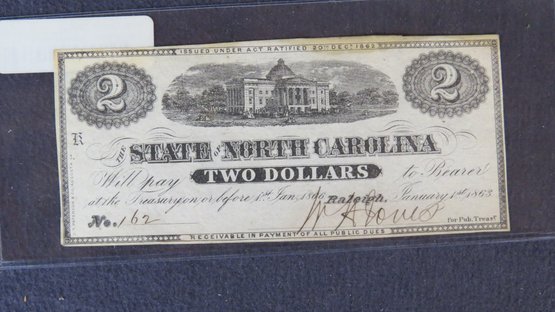 ISSUED UNDER ACT RATIFIED 20TH DEC. 1862
2 2
K
THE STATE OF NORTH CAROLINA
Will pay TWO DOLLARS to Bearer
at the Treasury on or before 1st Jan. 1866 Raleigh, January 1st 1863
No. 162
For Pub. Treasr.
RECEIVABLE IN PAYMENT OF ALL PUBLIC DUES